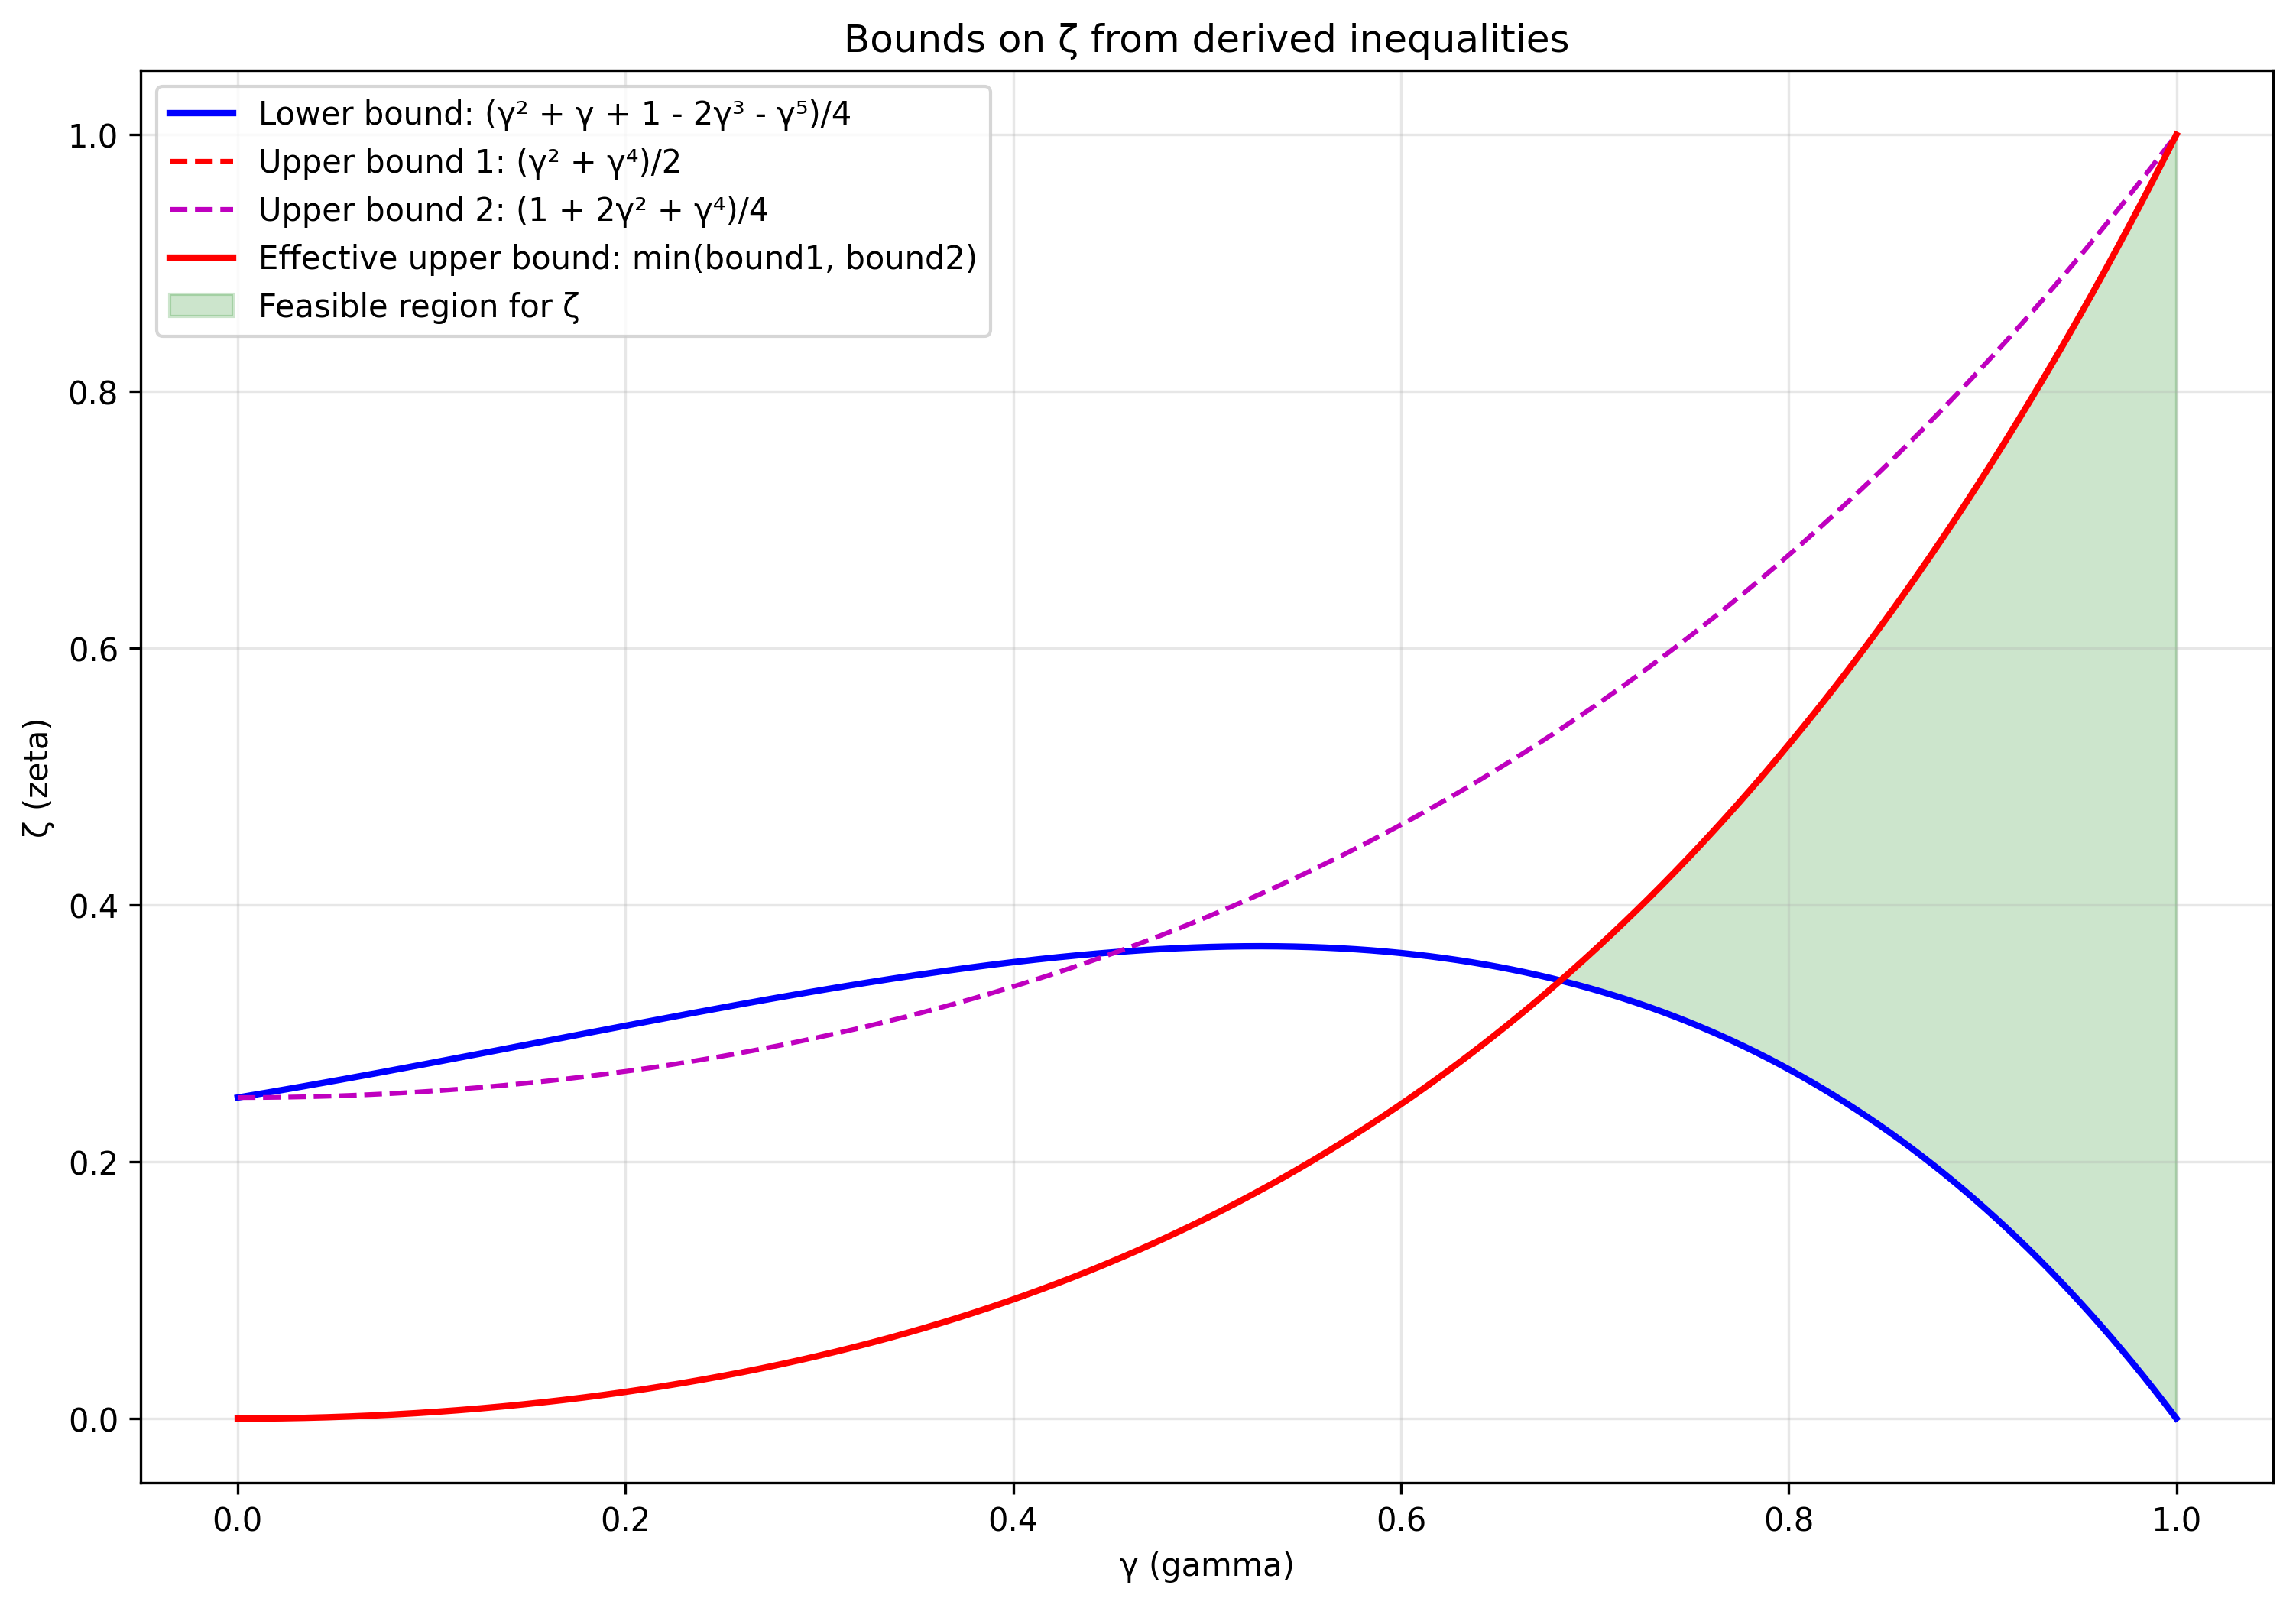 Bounds on ζ from derived inequalities
Lower bound: (γ² + γ + 1 - 2γ³ - γ⁵)/4
Upper bound 1: (γ² + γ⁴)/2
Upper bound 2: (1 + 2γ² + γ⁴)/4
Effective upper bound: min(bound1, bound2)
Feasible region for ζ
1.0
0.8
0.6
0.4
0.2
0.0
ζ (zeta)
0.0 0.2 0.4 0.6 0.8 1.0
γ (gamma)